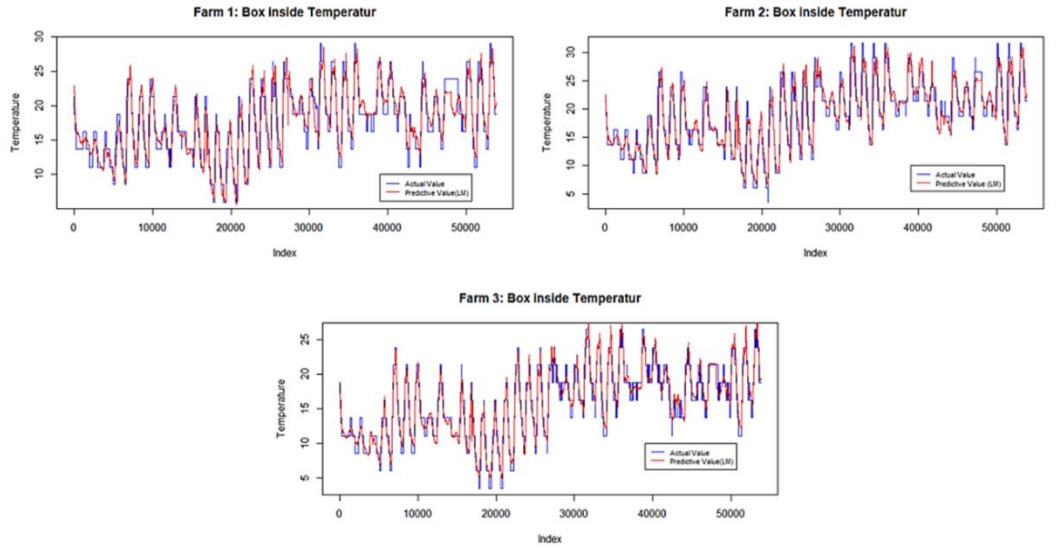 Farm 1: Box inside Temperatur
30
25
20
15
10
Temperature
Actual Value
Predictive Value(LM)
0 10000 20000 30000 40000 50000
Index
Farm 2: Box inside Temperatur
30
25
20
15
10
5
Temperature
Actual Value
Predictive Value (LM)
0 10000 20000 30000 40000 50000
Index
Farm 3: Box inside Temperatur
25
20
15
10
5
Temperature
Actual Value
Predictive Value(LM)
0 10000 20000 30000 40000 50000
Index